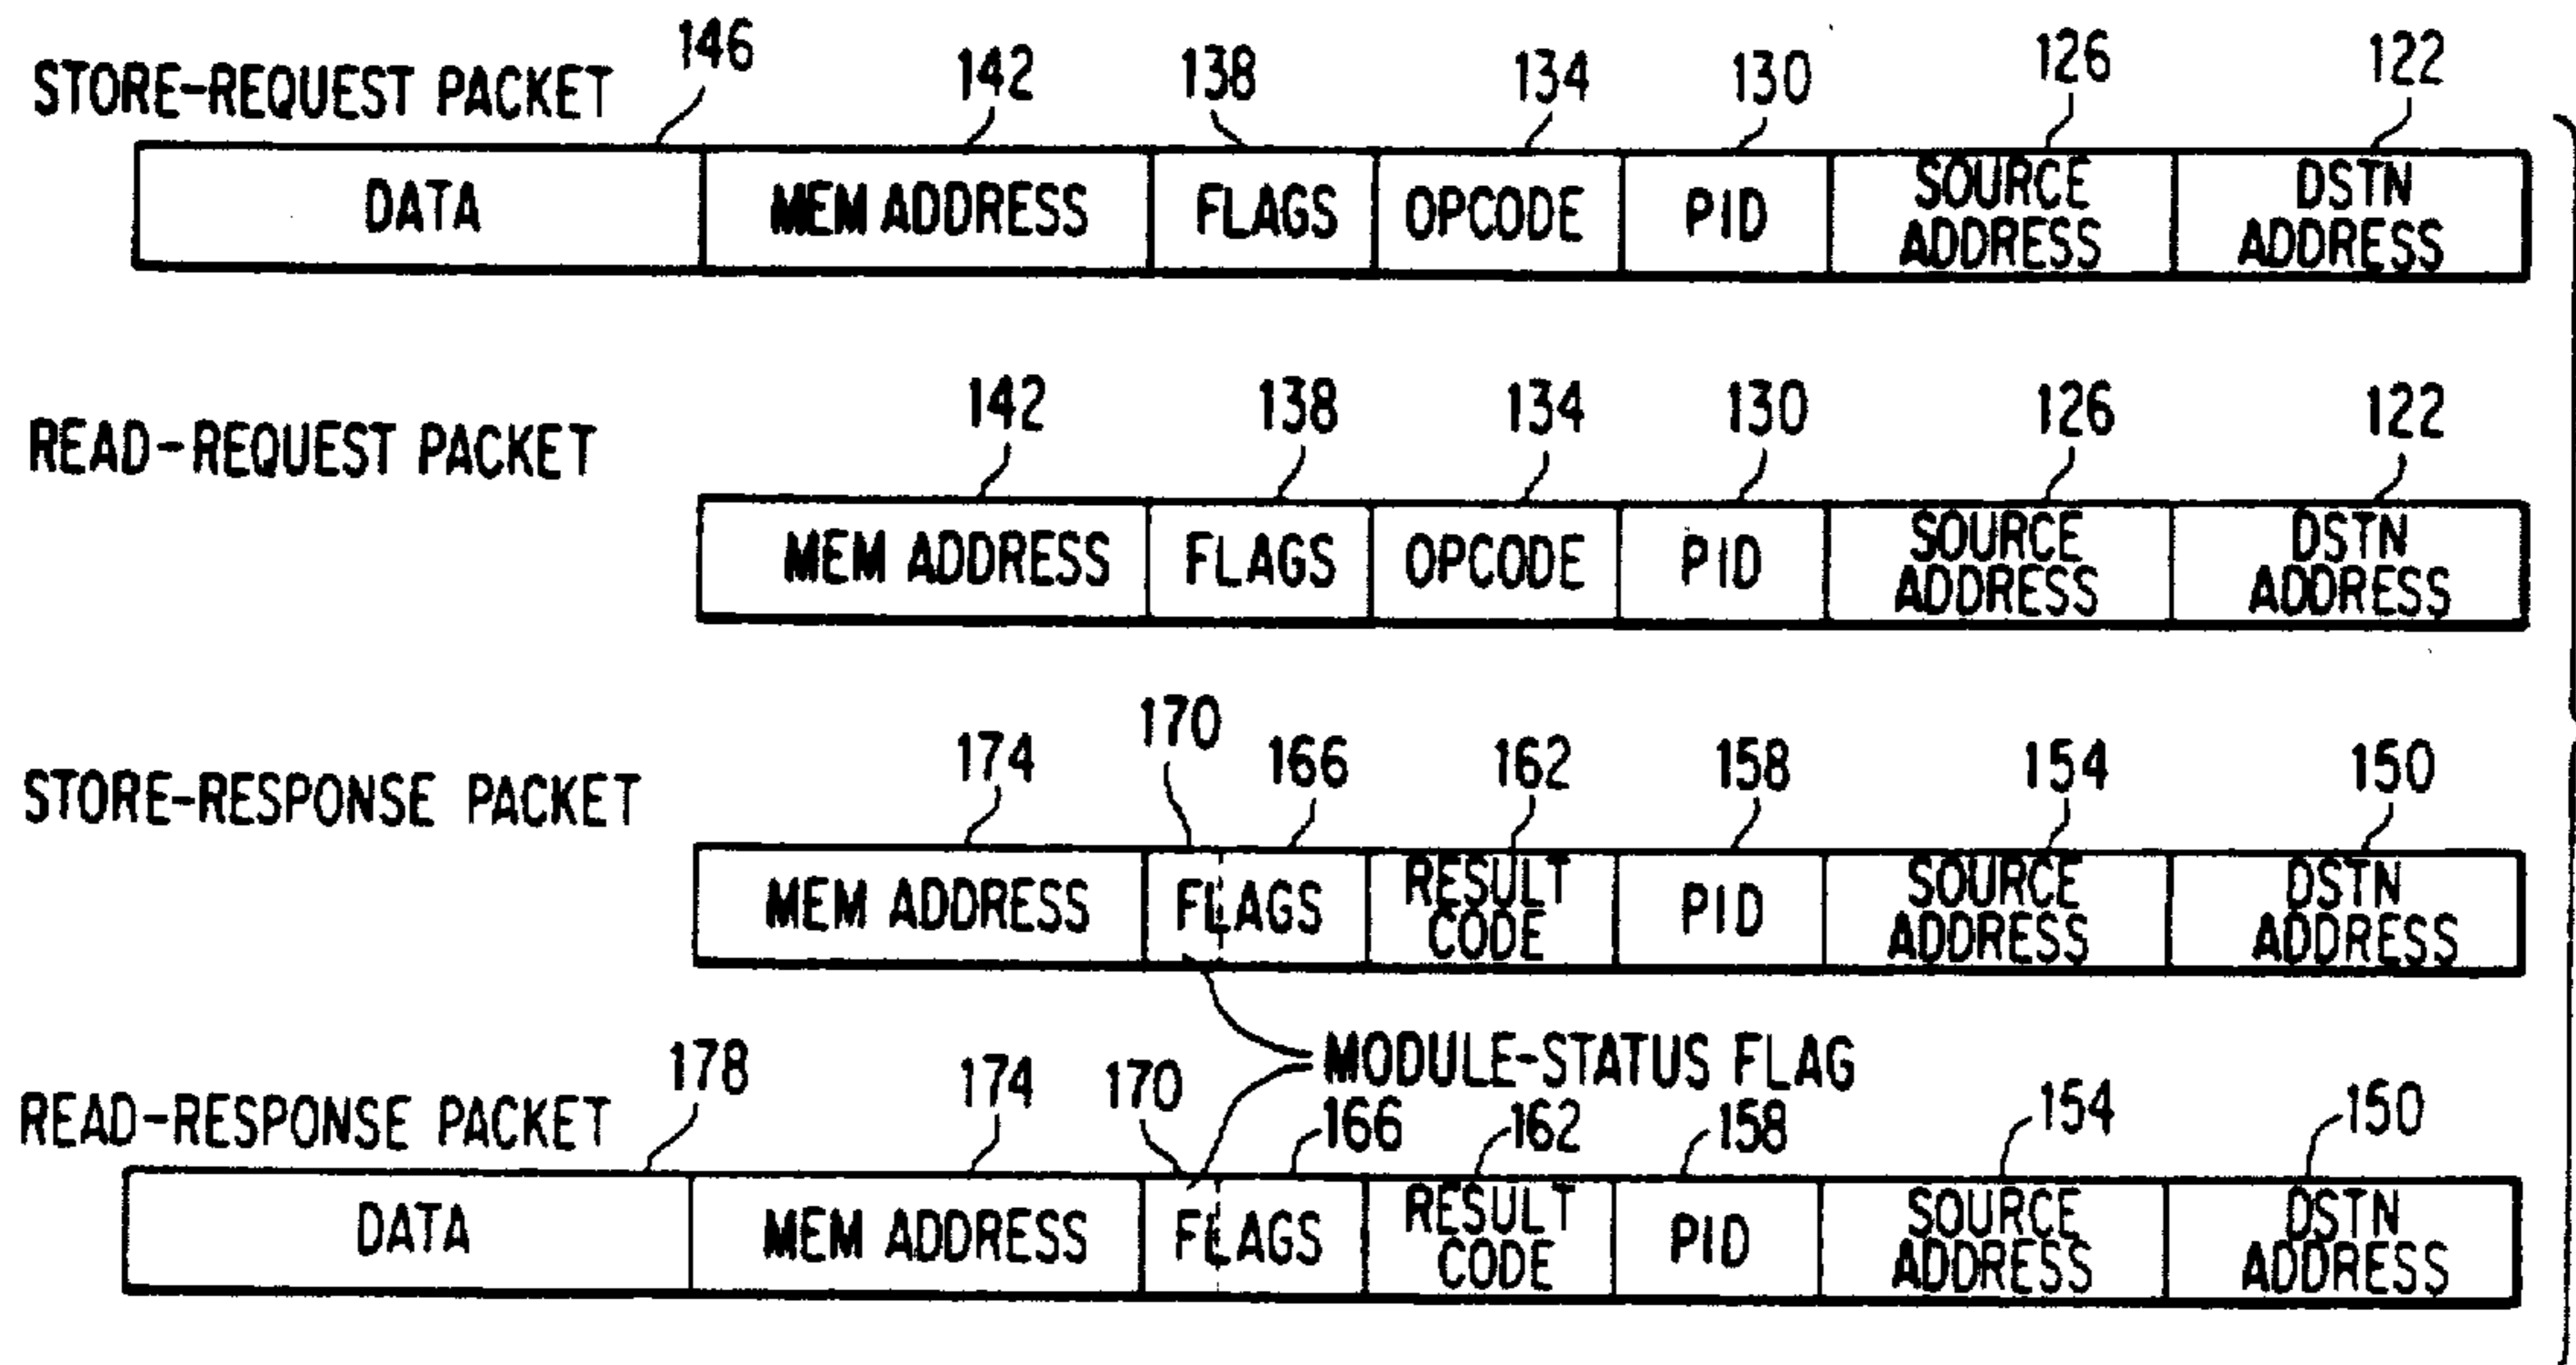 STORE-REQUEST PACKET
146 142 138 134 130 126 122
DATA MEM ADDRESS FLAGS OPCODE PID SOURCE ADDRESS DSTN ADDRESS
READ-REQUEST PACKET
142 138 134 130 126 122
MEM ADDRESS FLAGS OPCODE PID SOURCE ADDRESS DSTN ADDRESS
STORE-RESPONSE PACKET
174 170 166 162 158 154 150
MEM ADDRESS FLAGS RESULT CODE PID SOURCE ADDRESS DSTN ADDRESS
MODULE-STATUS FLAG
READ-RESPONSE PACKET
178 174 170 166 162 158 154 150
DATA MEM ADDRESS FLAGS RESULT CODE PID SOURCE ADDRESS DSTN ADDRESS